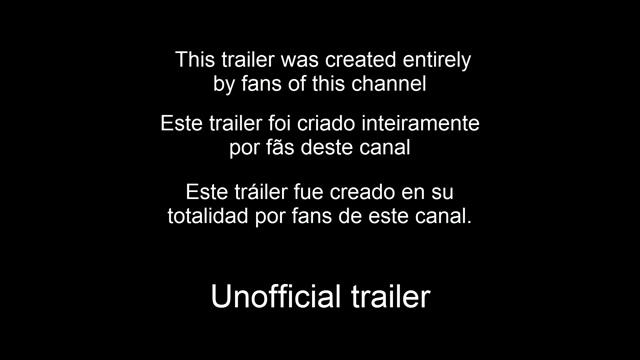 This trailer was created entirely
by fans of this channel
Este trailer foi criado inteiramente
por fãs deste canal
Este tráiler fue creado en su
totalidad por fans de este canal.
Unofficial trailer